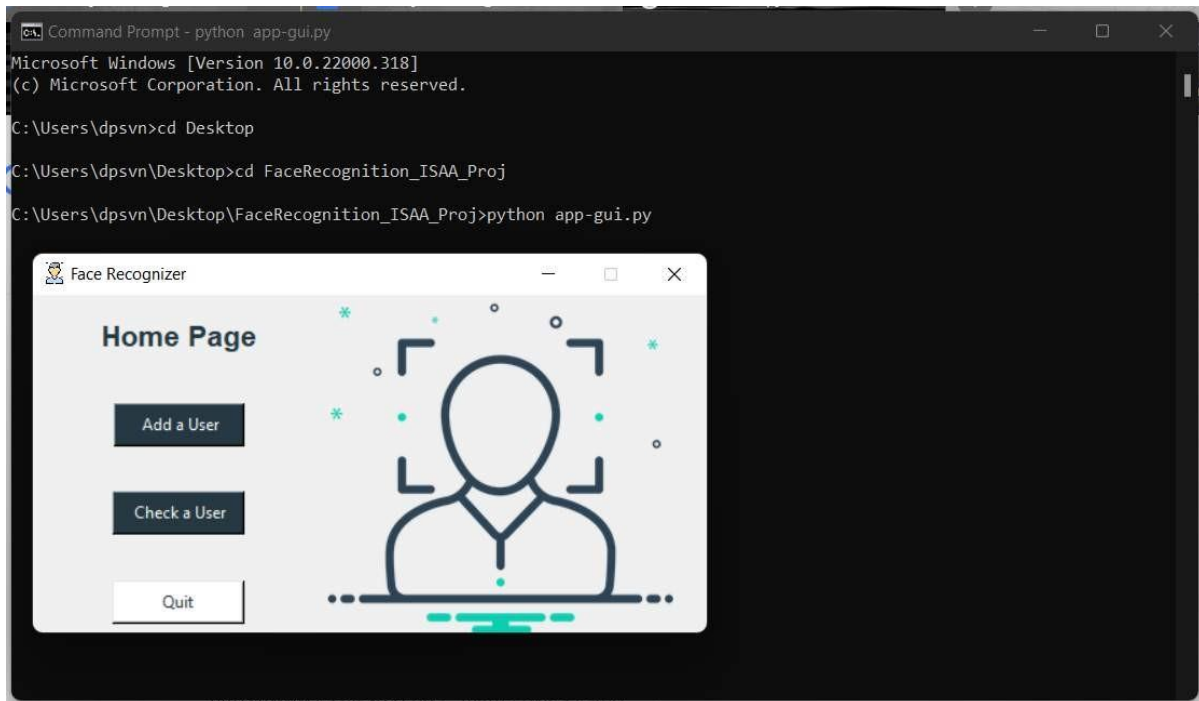 Command Prompt - python app-gui.py
Microsoft Windows [Version 10.0.22000.318]
(c) Microsoft Corporation. All rights reserved.
C:\Users\dpsvn>cd Desktop
C:\Users\dpsvn\Desktop>cd FaceRecognition_ISAA_Proj
C:\Users\dpsvn\Desktop\FaceRecognition_ISAA_Proj>python app-gui.py
Face Recognizer
Home Page
Add a User
Check a User
Quit